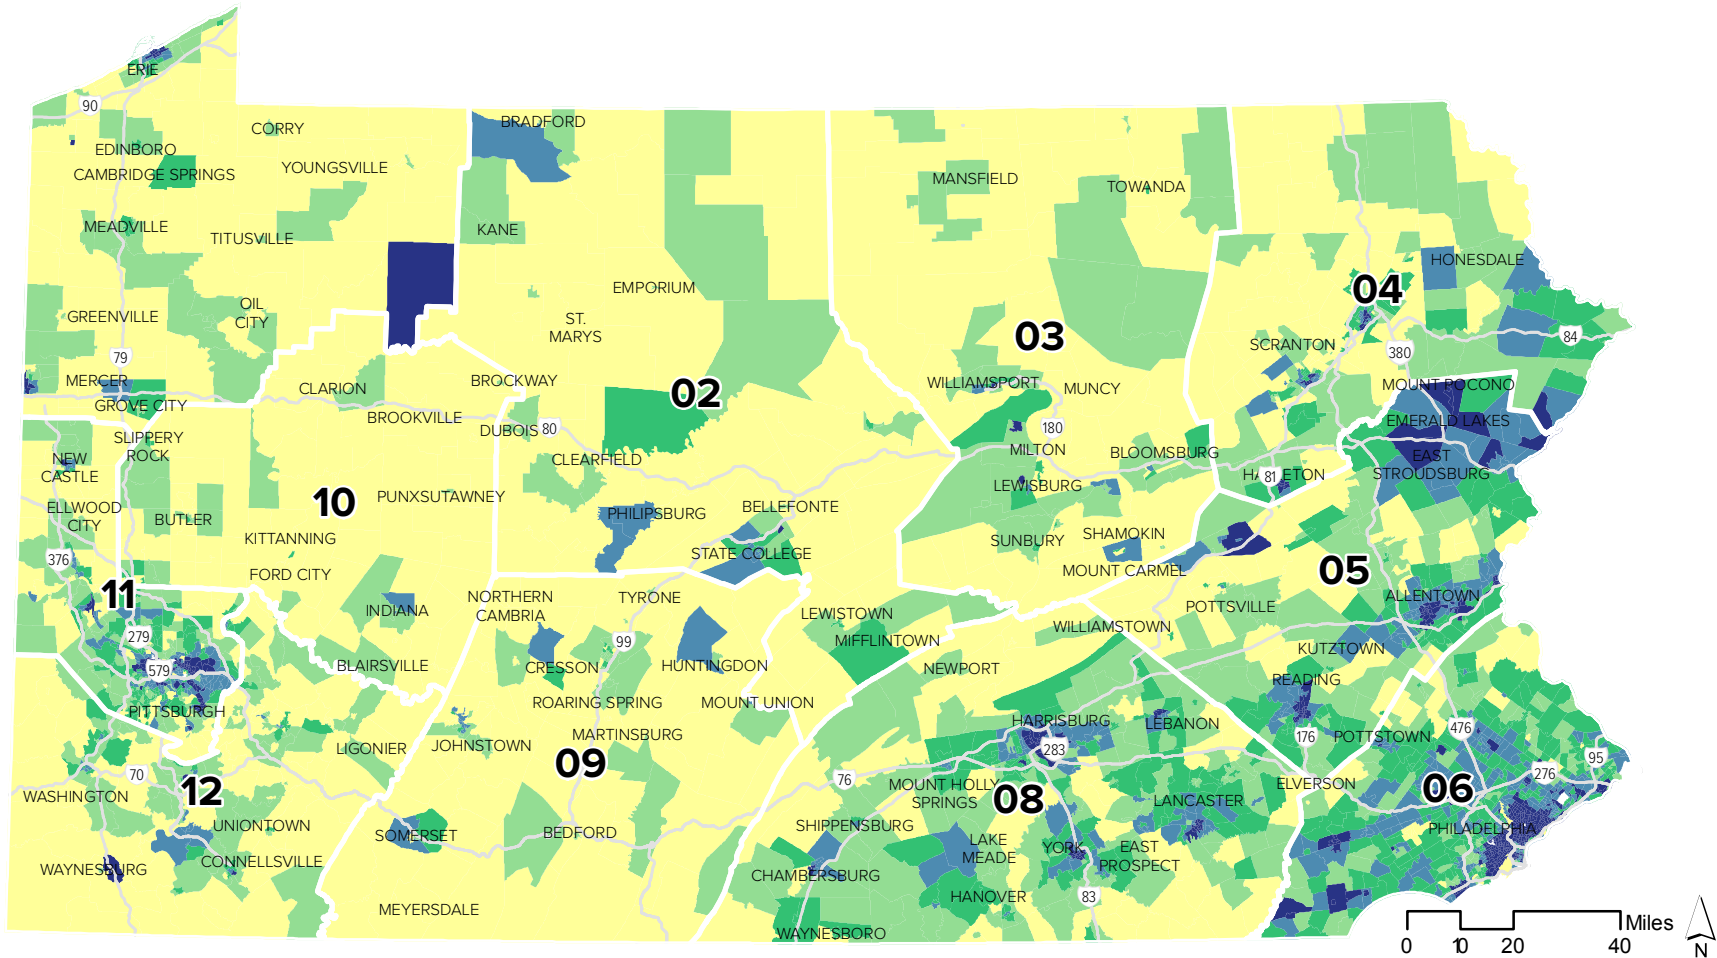 ERIE
90
CORRY
BRADFORD
EDINBORO
CAMBRIDGE SPRINGS
YOUNGSVILLE
MANSFIELD
TOWANDA
MEADVILLE
TITUSVILLE
KANE
HONESDALE
EMPORIUM
04
OIL
CITY
GREENVILLE
ST.
MARYS
03
84
SCRANTON
79
380
MERCER
CLARION
BROCKWAY
02
WILLIAMSPORT
MUNCY
MOUNT POCONO
GROVE CITY
BROOKVILLE
EMERALD LAKES
DUBOIS
80
180
SLIPPERY
ROCK
MILTON
BLOOMSBURG
NEW
CASTLE
CLEARFIELD
EAST
STROUDSBURG
HAZLETON
81
LEWISBURG
10
PUNXSUTAWNEY
ELLWOOD
CITY
BUTLER
PHILIPSBURG
BELLEFONTE
KITTANNING
SUNBURY
SHAMOKIN
STATE COLLEGE
376
FORD CITY
MOUNT CARMEL
05
11
NORTHERN
CAMBRIA
TYRONE
ALLENTOWN
INDIANA
LEWISTOWN
POTTSVILLE
279
99
MIFFLINTOWN
WILLIAMSTOWN
KUTZTOWN
579
BLAIRSVILLE
CRESSON
HUNTINGDON
NEWPORT
READING
PITTSBURGH
ROARING SPRING
MOUNT UNION
HARRISBURG
LEBANON
476
MARTINSBURG
LIGONIER
JOHNSTOWN
283
176
POTTSTOWN
09
95
70
76
276
WASHINGTON
12
MOUNT HOLLY
SPRINGS
08
ELVERSON
06
LANCASTER
UNIONTOWN
SOMERSET
BEDFORD
SHIPPENSBURG
PHILADELPHIA
LAKE
MEADE
YORK
EAST
PROSPECT
WAYNESBURG
CONNELLSVILLE
CHAMBERSBURG
HANOVER
83
MEYERSDALE
WAYNESBORO
Miles
0
10
20
40
N